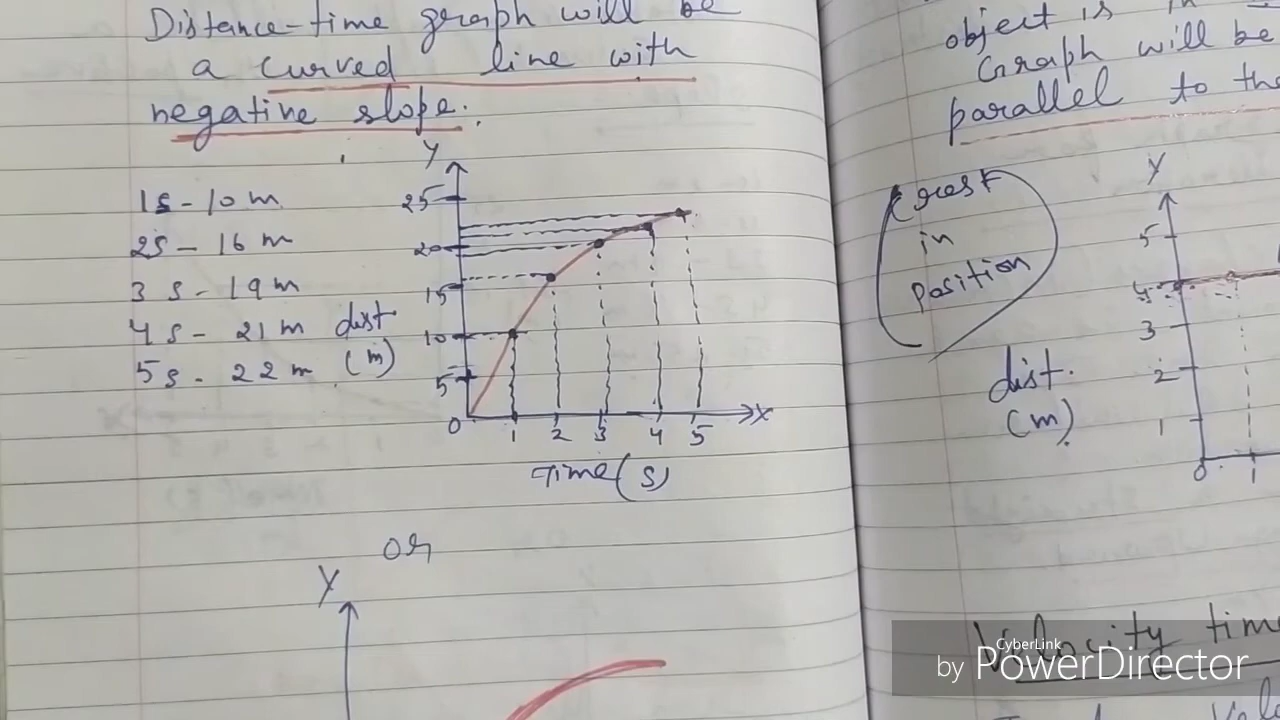 Distance-time graph will be
a curved line with
negative slope.
1s - 10 m
2s - 16 m
3 s - 19 m
4 s - 21 m
5s - 22 m
dist
(m)
Y
25
20
15
10
5
0
1 2 3 4 5
X
Time (s)
or
Y
object is in
Graph will be
parallel to the
(rest
in
position
Y
5
4
3
2
1
0
1
dist.
(m)
Velocity time
CyberLink
by PowerDirector